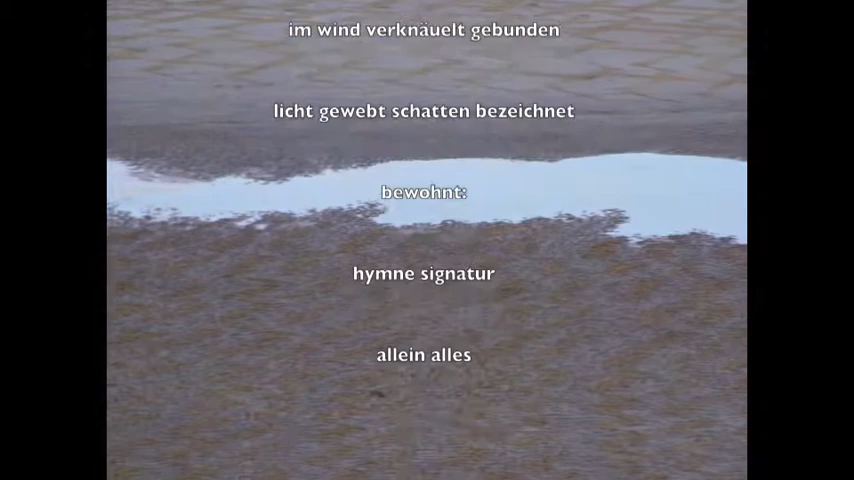 im wind verknäuelt gebunden
licht gewebt schatten bezeichnet
bewohnt:
hymne signatur
allein alles